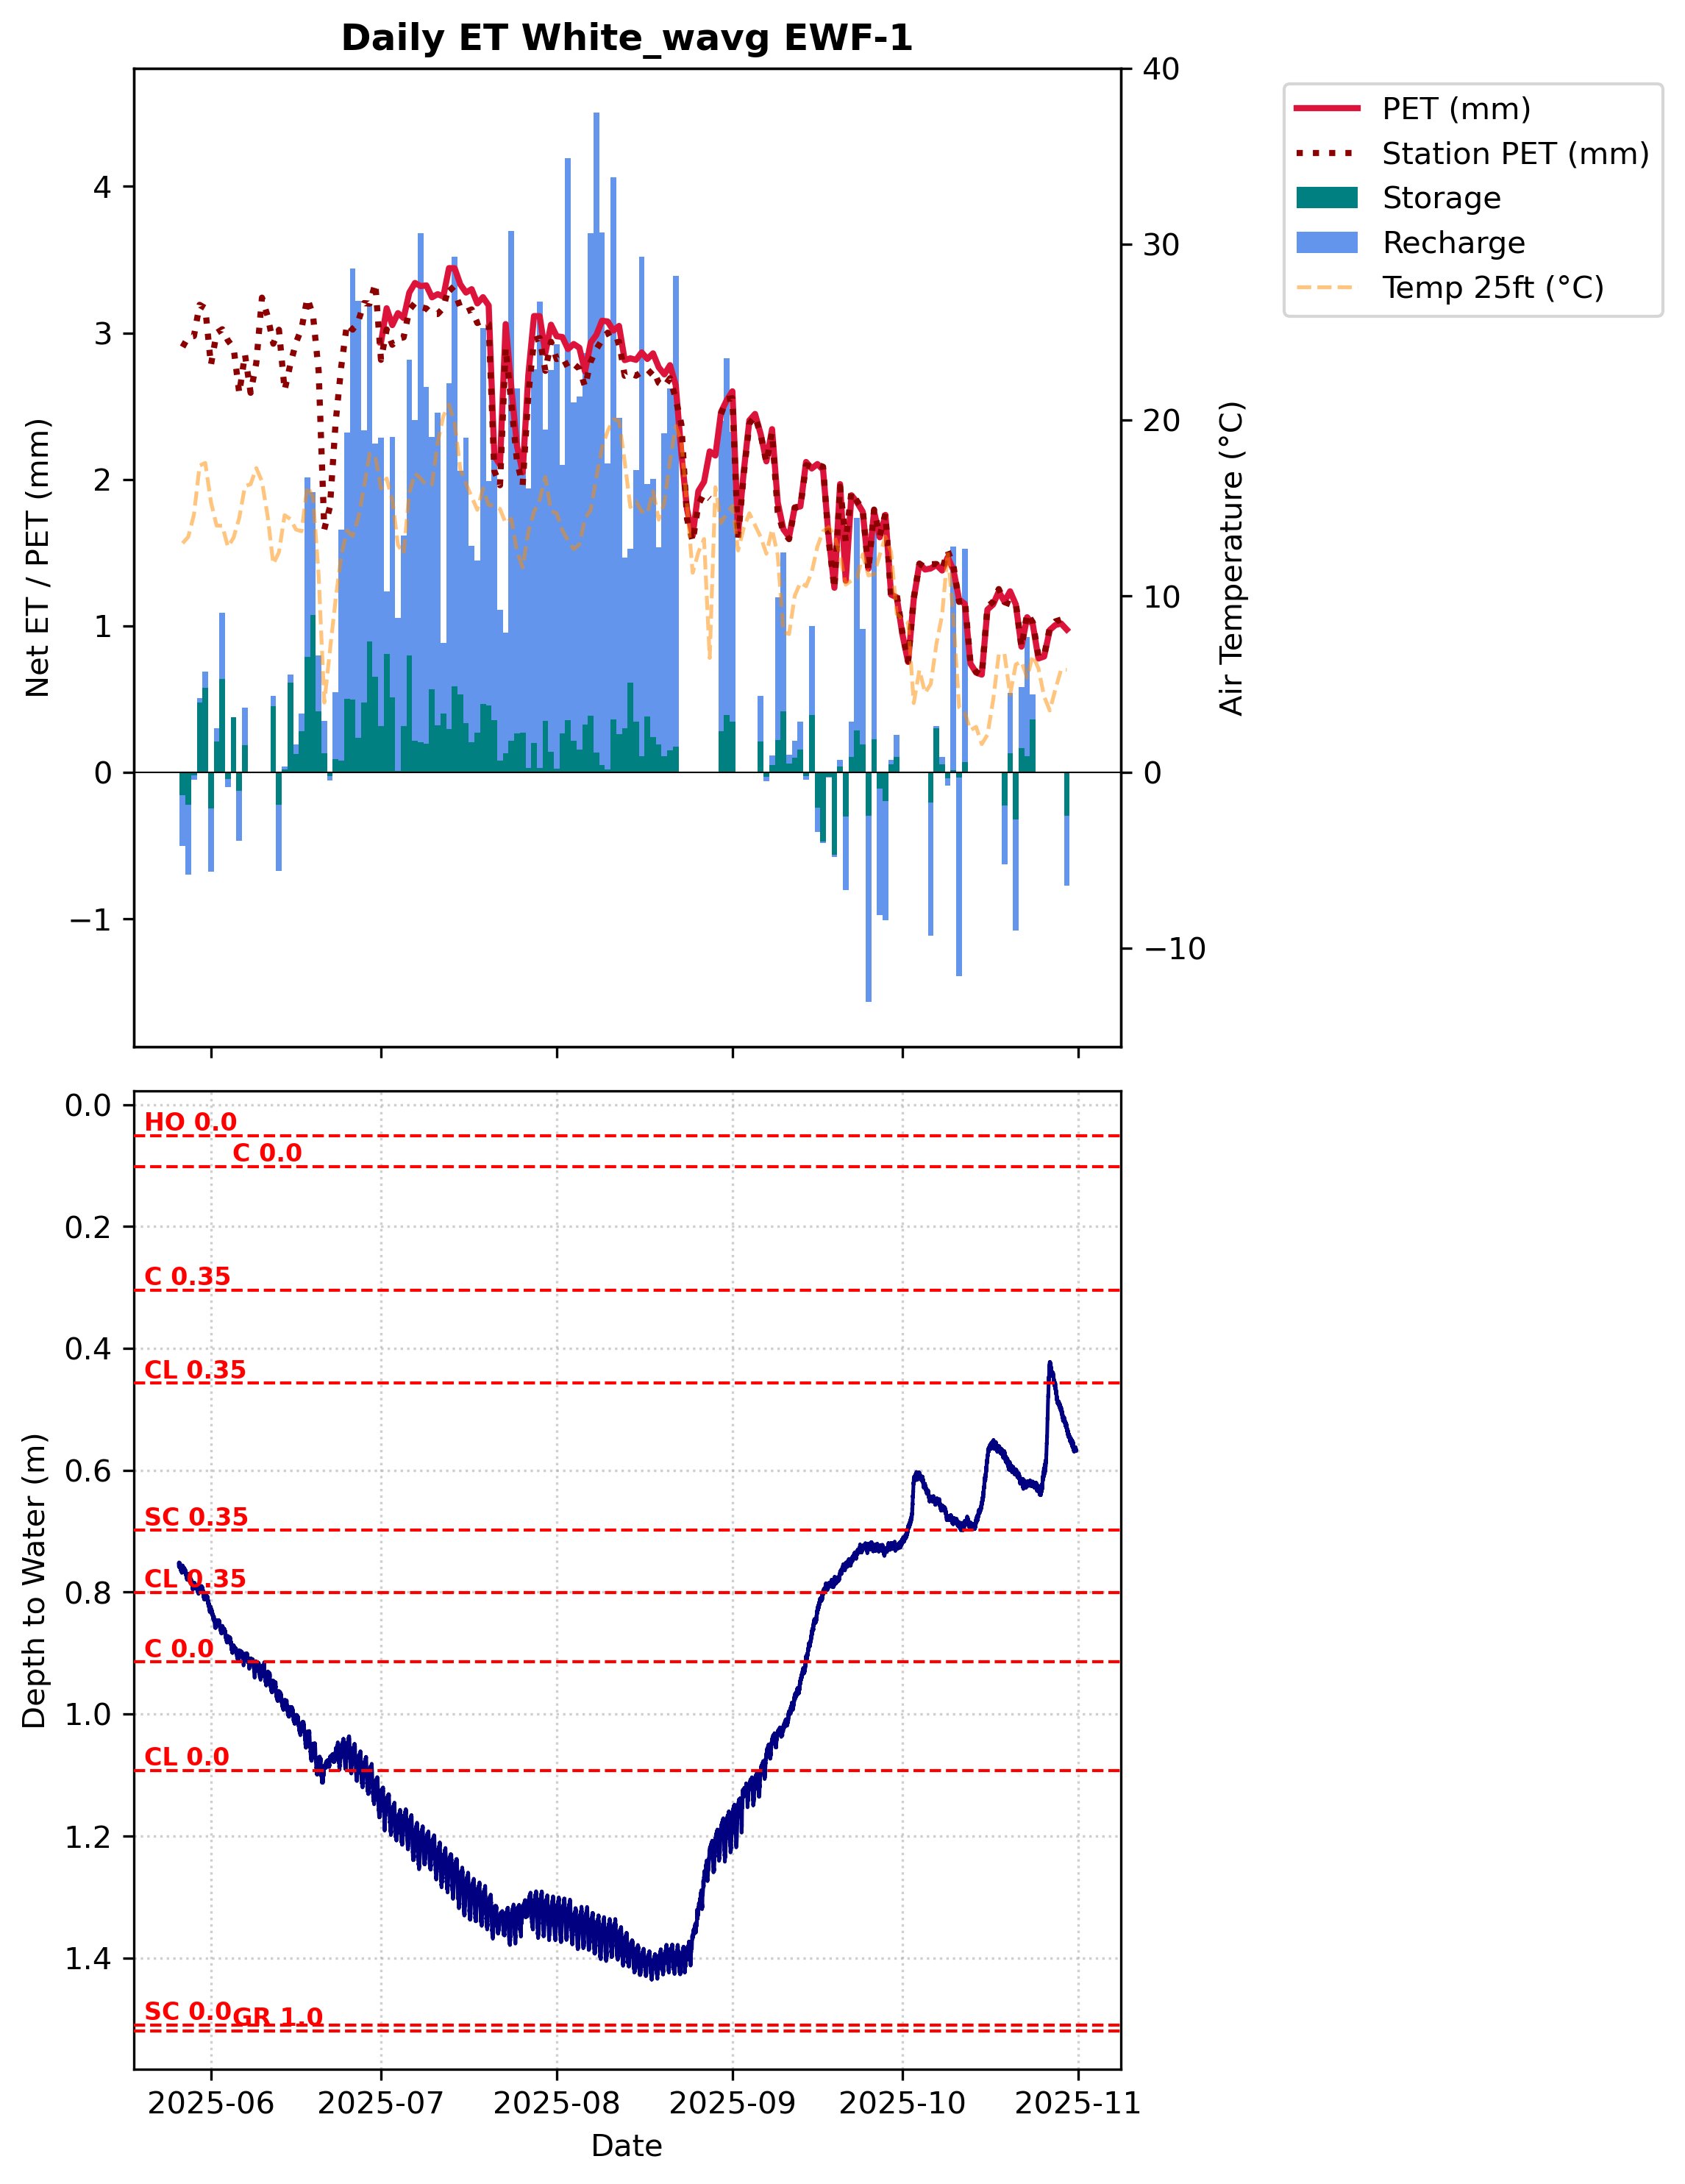 Daily ET White_wavg EWF-1
Net ET / PET (mm)
4
3
2
1
0
−1
40
30
20
10
0
−10
Air Temperature (°C)
PET (mm)
Station PET (mm)
Storage
Recharge
Temp 25ft (°C)
Depth to Water (m)
0.0
0.2
0.4
0.6
0.8
1.0
1.2
1.4
HO 0.0
C 0.0
C 0.35
CL 0.35
SC 0.35
CL 0.35
C 0.0
CL 0.0
SC 0.0
GR 1.0
2025-06
2025-07
2025-08
2025-09
2025-10
2025-11
Date